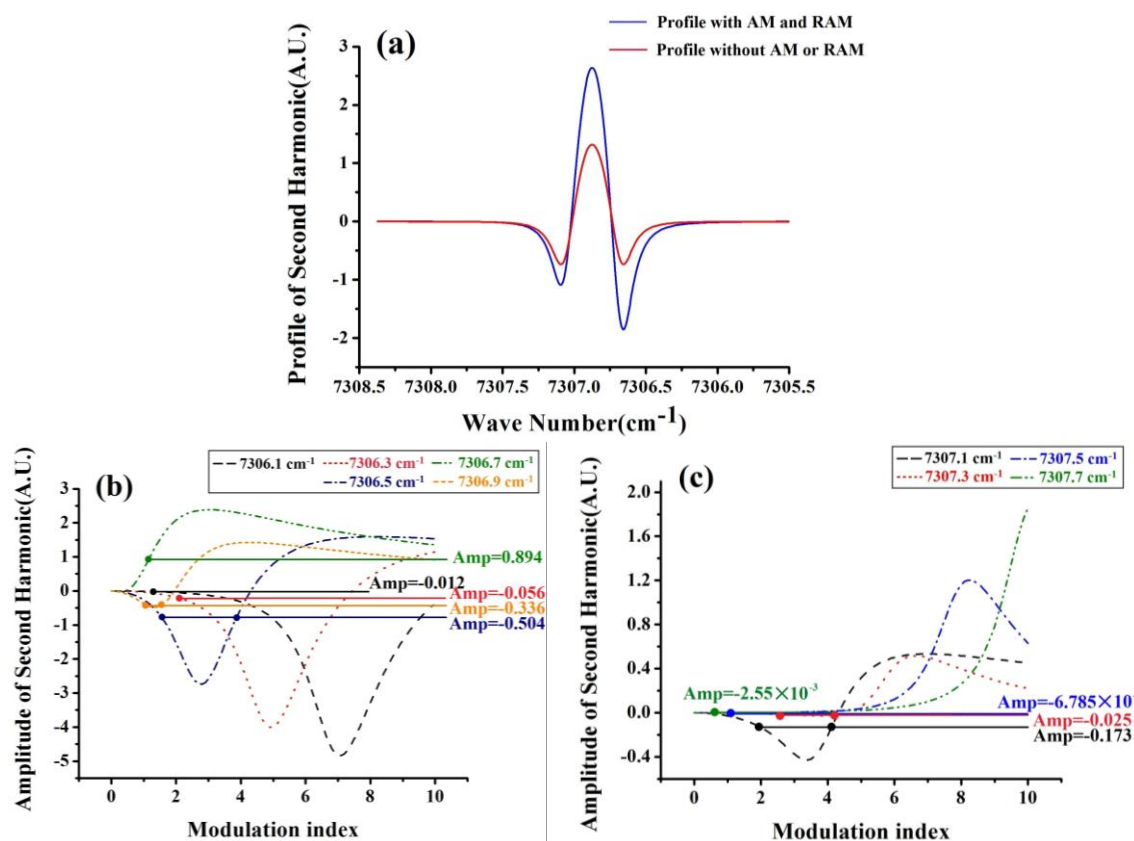 (a)
Profile with AM and RAM
Profile without AM or RAM
Profile of Second Harmonic(A.U.)
3
2
1
0
-1
-2
7308.5 7308.0 7307.5 7307.0 7306.5 7306.0 7305.5
Wave Number(cm⁻¹)
(b)
7306.1 cm⁻¹ 7306.3 cm⁻¹ 7306.7 cm⁻¹
7306.5 cm⁻¹ 7306.9 cm⁻¹
Amplitude of Second Harmonic(A.U.)
3
2
1
0
-1
-2
-3
-4
-5
Amp=0.894
Amp=-0.012
Amp=-0.056
Amp=-0.336
Amp=-0.504
0 2 4 6 8 10
Modulation index
(c)
7307.1 cm⁻¹ 7307.5 cm⁻¹
7307.3 cm⁻¹ 7307.7 cm⁻¹
Amplitude of Second Harmonic(A.U.)
2.0
1.6
1.2
0.8
0.4
0.0
-0.4
Amp=-2.55×10⁻³
Amp=-6.785×10
Amp=-0.025
Amp=-0.173
0 2 4 6 8 10
Modulation index